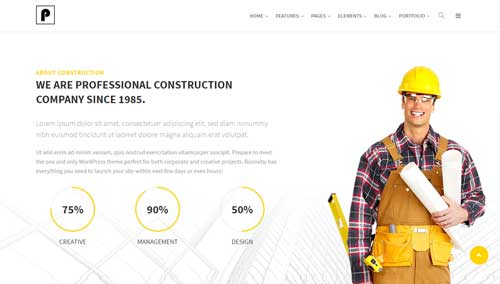 P
HOME FEATURES PAGES ELEMENTS BLOG PORTFOLIO
ABOUT CONSTRUCTION
WE ARE PROFESSIONAL CONSTRUCTION
COMPANY SINCE 1985.
Lorem ipsum dolor sit amet, consectetuer adipiscing elit, sed diam nonummy
nibh euismod tincidunt ut laoreet dolore magna aliquam erat volutpat.
Ut wisi enim ad minim veniam, quis nostrud exerci tation ullamcorper suscipit. Prepare to meet
the one and only WordPress theme perfect for both corporate and creative projects. Ronneby has
everything you need to launch your site within next few days or even hours!
75% 90% 50%
CREATIVE MANAGEMENT DESIGN